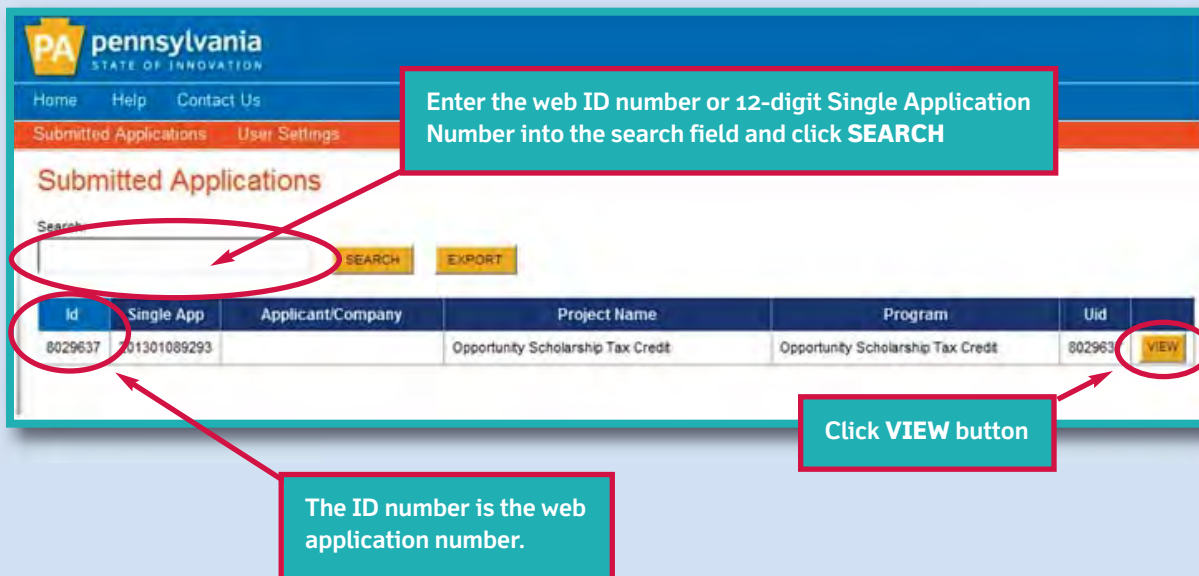 PA pennsylvania
STATE OF INNOVATION
Home Help Contact Us
Submitted Applications User Settings
Enter the web ID number or 12-digit Single Application
Number into the search field and click SEARCH
Submitted Applications
Search:
SEARCH EXPORT
Id Single App Applicant/Company Project Name Program Uid
8029637 201301089293 Opportunity Scholarship Tax Credit Opportunity Scholarship Tax Credit 802963 VIEW
Click VIEW button
The ID number is the web
application number.